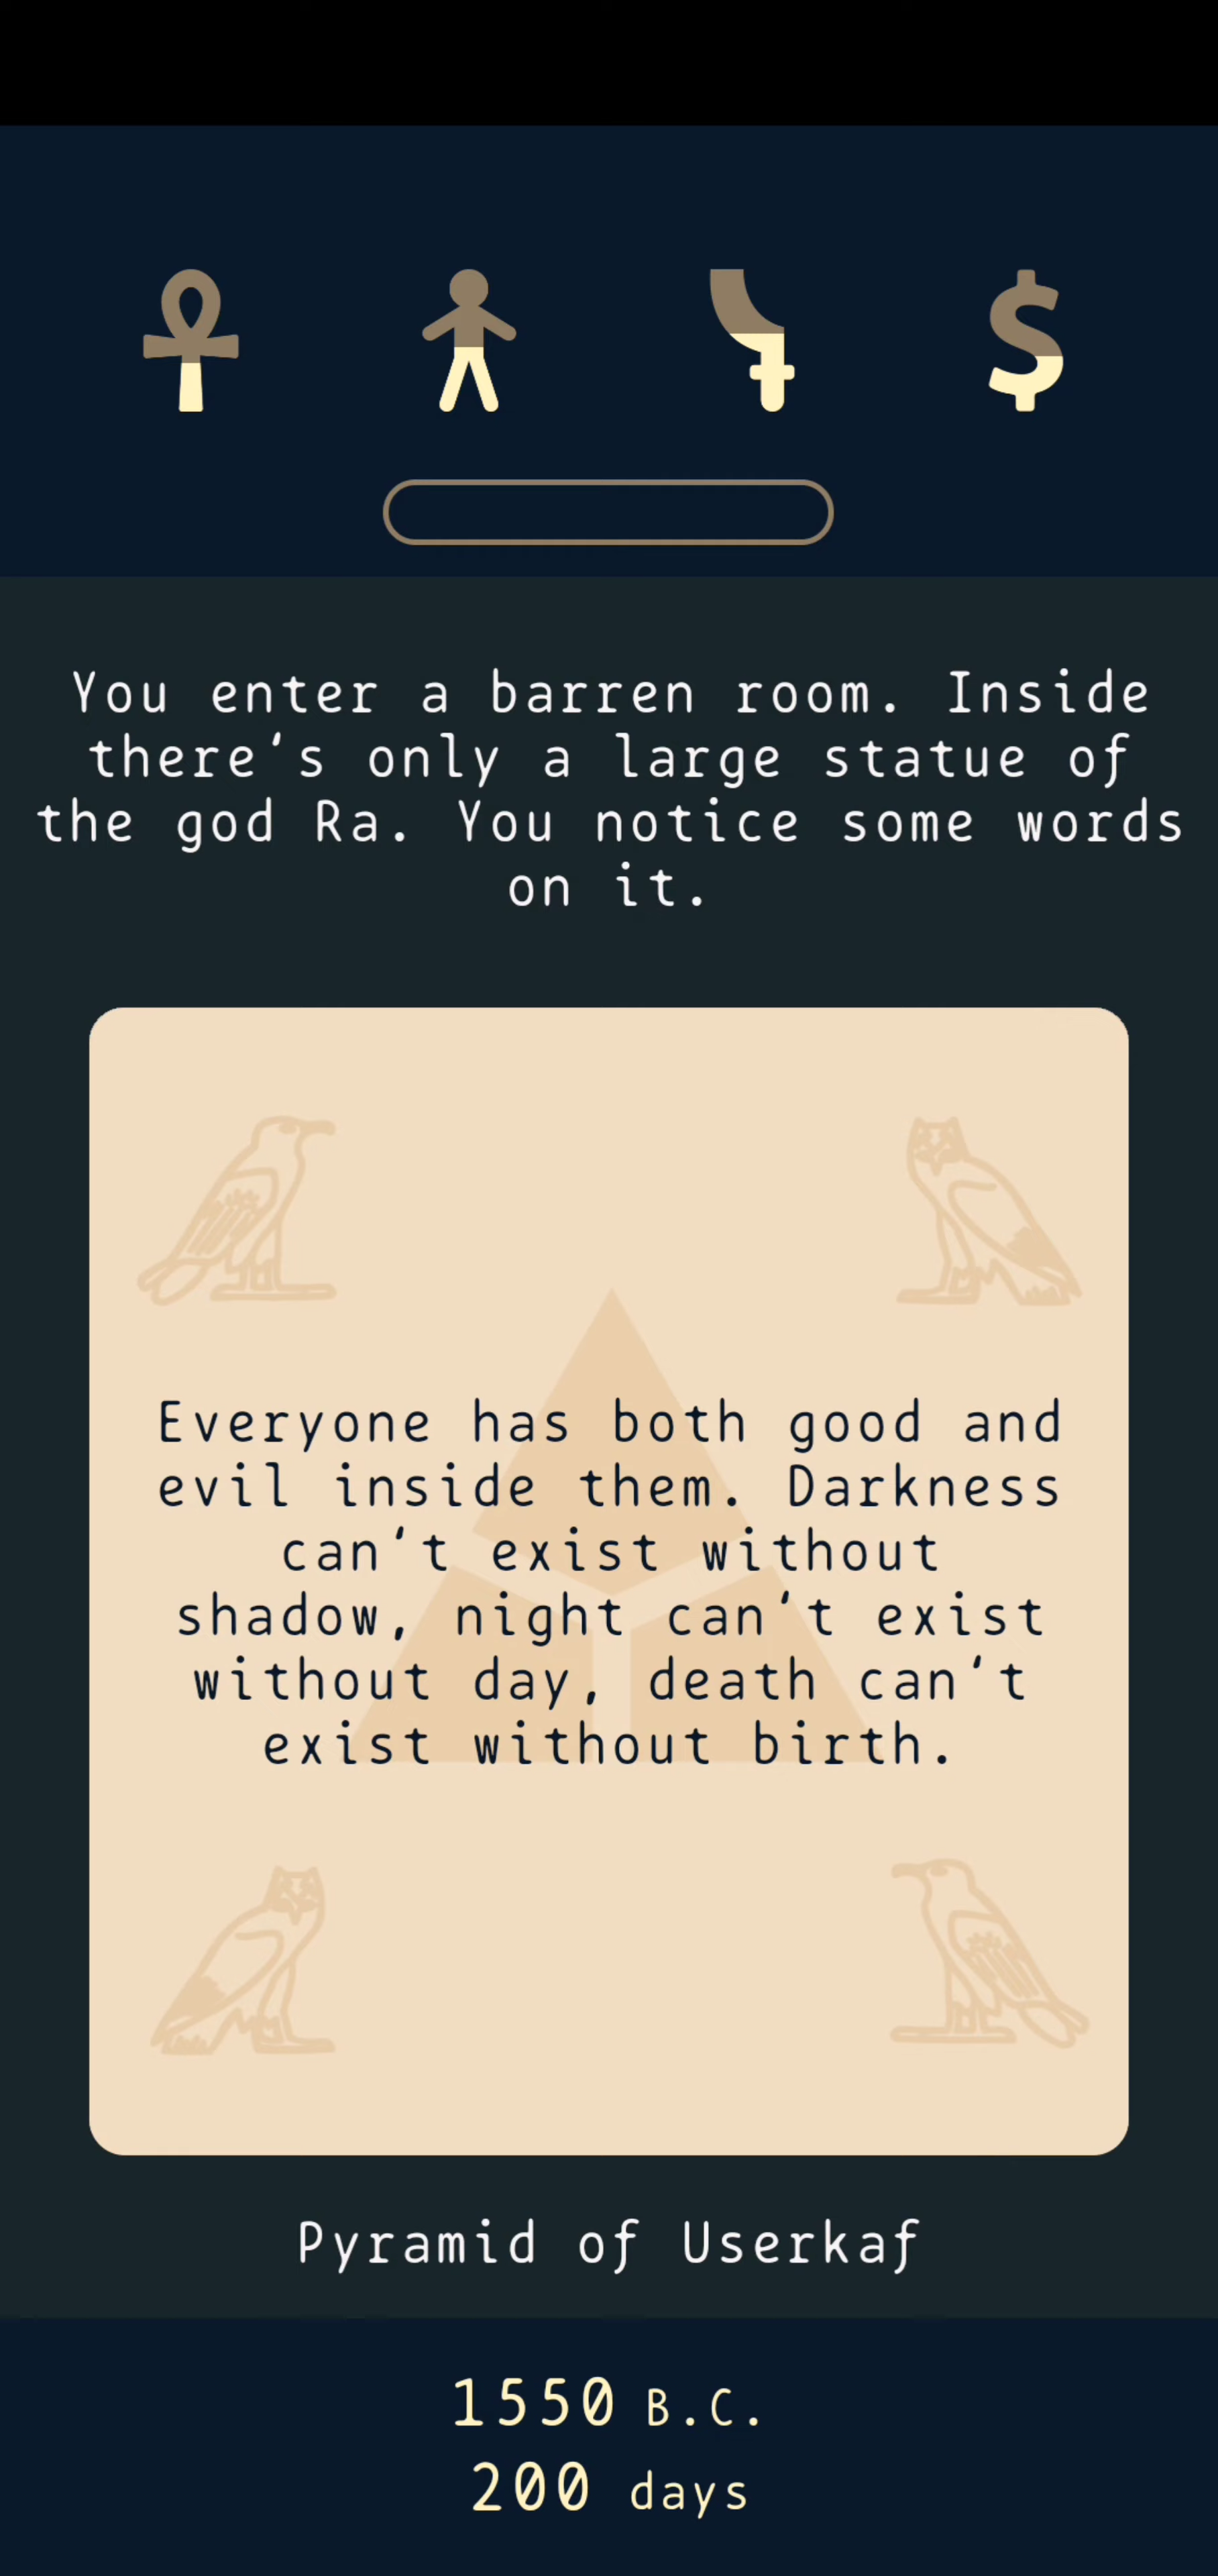 You enter a barren room. Inside
there‘s only a large statue of
the god Ra. You notice some words
on it.
Everyone has both good and
evil inside them. Darkness
can‘t exist without
shadow, night can‘t exist
without day, death can‘t
exist without birth.
Pyramid of Userkaf
1550 B.C.
200 days